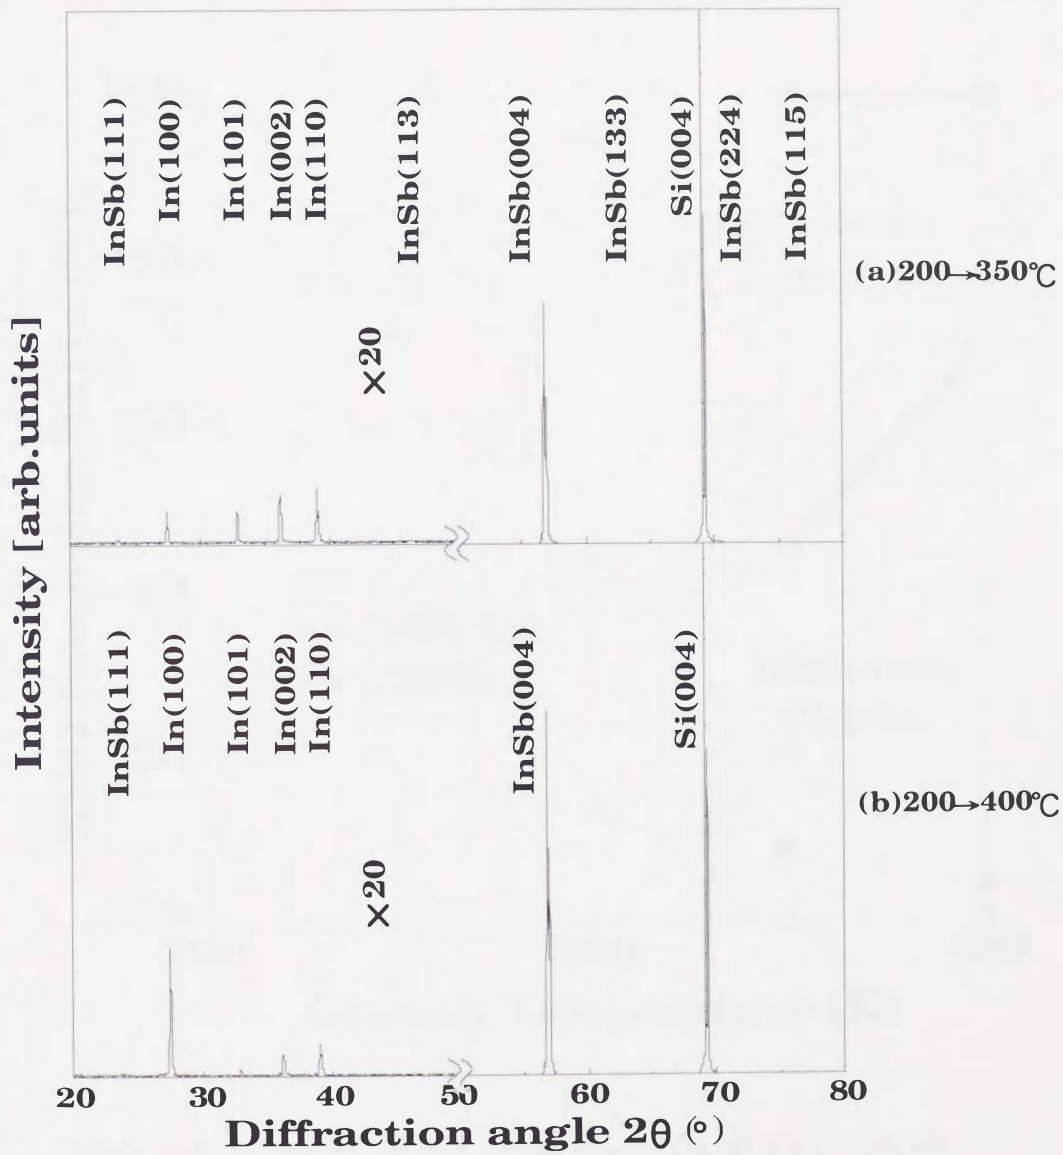 Intensity [arb.units]
InSb(111)
In(100)
In(101)
In(002)
In(110)
InSb(113)
InSb(004)
InSb(133)
Si(004)
InSb(224)
InSb(115)
×20
(a)200→350℃
InSb(111)
In(100)
In(101)
In(002)
In(110)
InSb(004)
Si(004)
×20
(b)200→400℃
20 30 40 50 60 70 80
Diffraction angle 2θ (°)